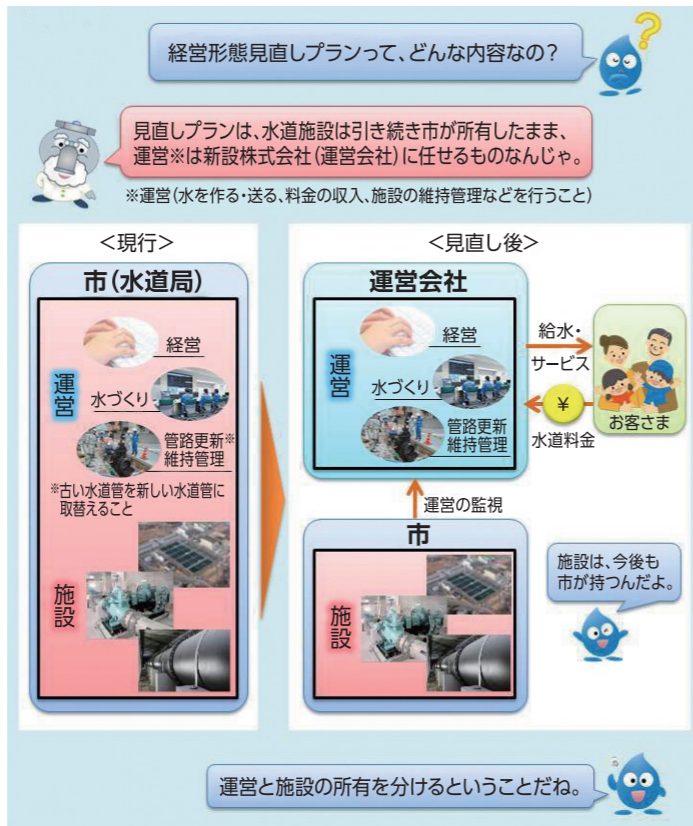 経営形態見直しプランって、どんな内容なの？
見直しプランは、水道施設は引き続き市が所有したまま、
運営※は新設株式会社(運営会社)に任せるものなんじゃ。
※運営(水を作る・送る、料金の収入、施設の維持管理などを行うこと)
＜現行＞
市(水道局)
運営
経営
水づくり
管路更新※
維持管理
※古い水道管を新しい水道管に
取替えること
施設
＜見直し後＞
運営会社
運営
経営
水づくり
管路更新
維持管理
給水・
サービス
¥
水道料金
お客さま
運営の監視
市
施設
施設は、今後も
市が持つんだよ。
運営と施設の所有を分けるということだね。